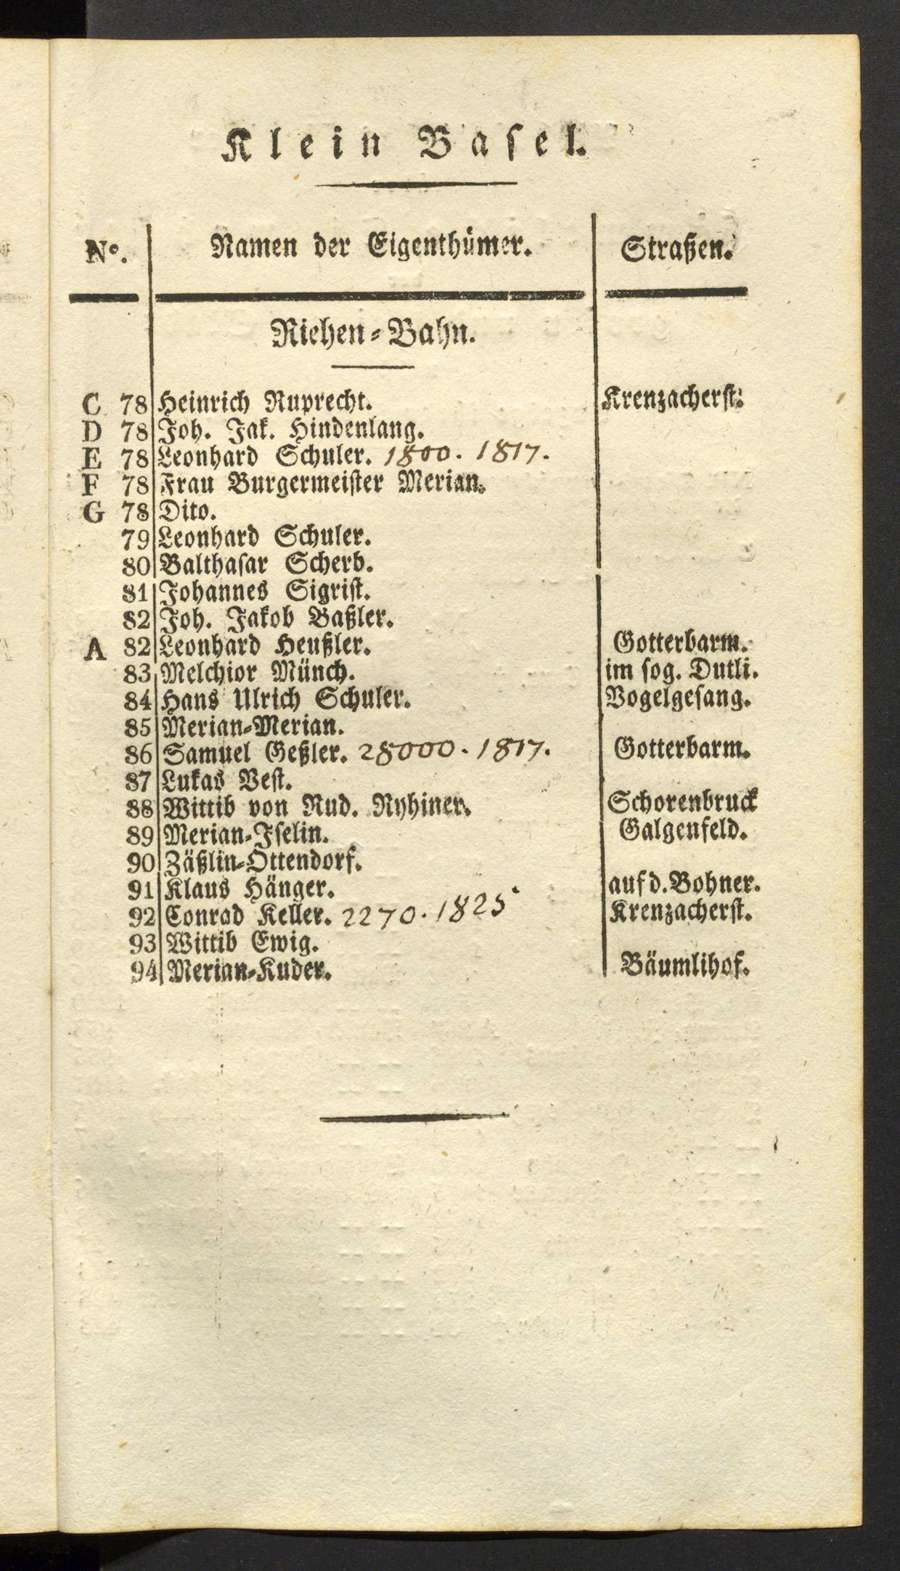 Klein Basel.
No. Namen der Eigenthümer. Straßen.
Riehen-Bahn.
C 78 Heinrich Ruprecht. Krenzacherst.
D 78 Joh. Jak. Hindenlang.
E 78 Leonhard Schuler. 1800. 1817.
F 78 Frau Burgermeister Merian.
G 78 Dito.
79 Leonhard Schuler.
80 Balthasar Scherb.
81 Johannes Sigrist.
82 Joh. Jakob Baßler.
A 82 Leonhard Heußler. Gotterbarm.
83 Melchior Münch. im sog. Dutli.
84 Hans Ulrich Schuler. Vogelgesang.
85 Merian-Merian.
86 Samuel Geßler. 28000. 1817. Gotterbarm.
87 Lukas Vest.
88 Wittib von Rud. Ryhiner. Schorenbruck
89 Merian-Iselin. Galgenfeld.
90 Zäßlin-Ottendorf.
91 Klaus Hänger. auf d. Bohner.
92 Conrad Keller. 2270. 1825 Krenzacherst.
93 Wittib Ewig.
94 Merian-Kuder. Bäumlihof.